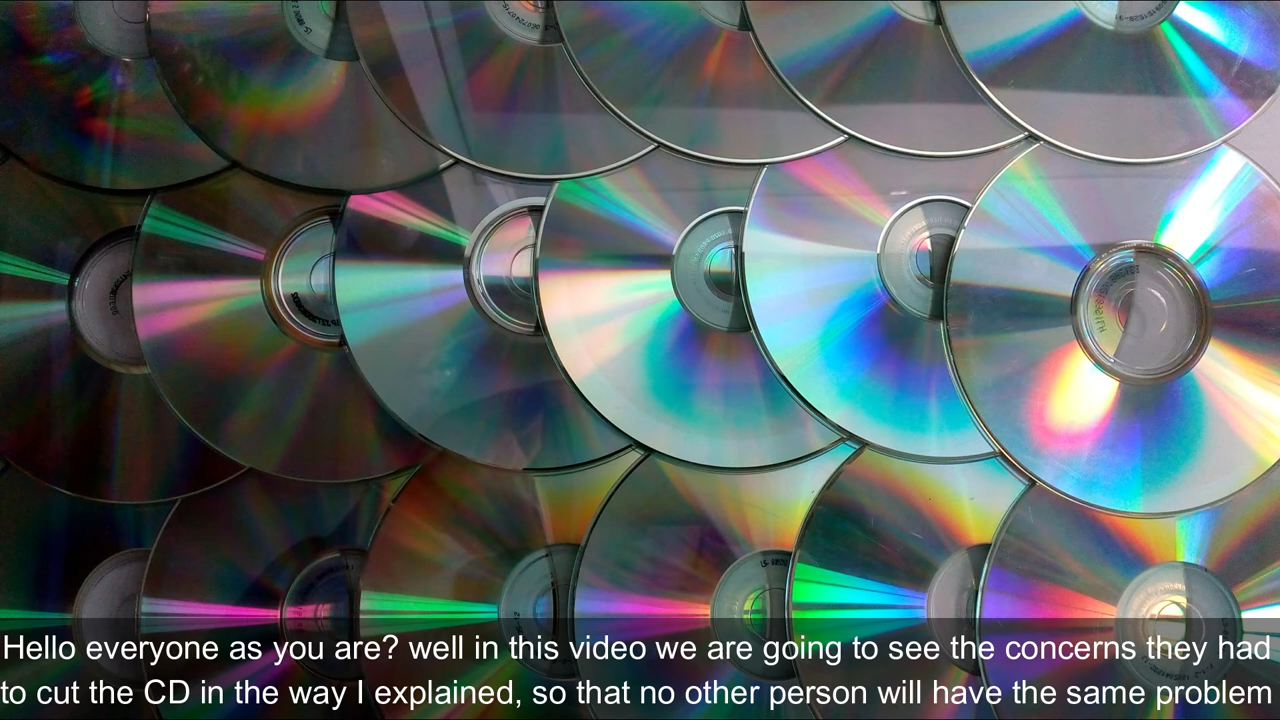 Hello everyone as you are? well in this video we are going to see the concerns they had
to cut the CD in the way I explained, so that no other person will have the same problem